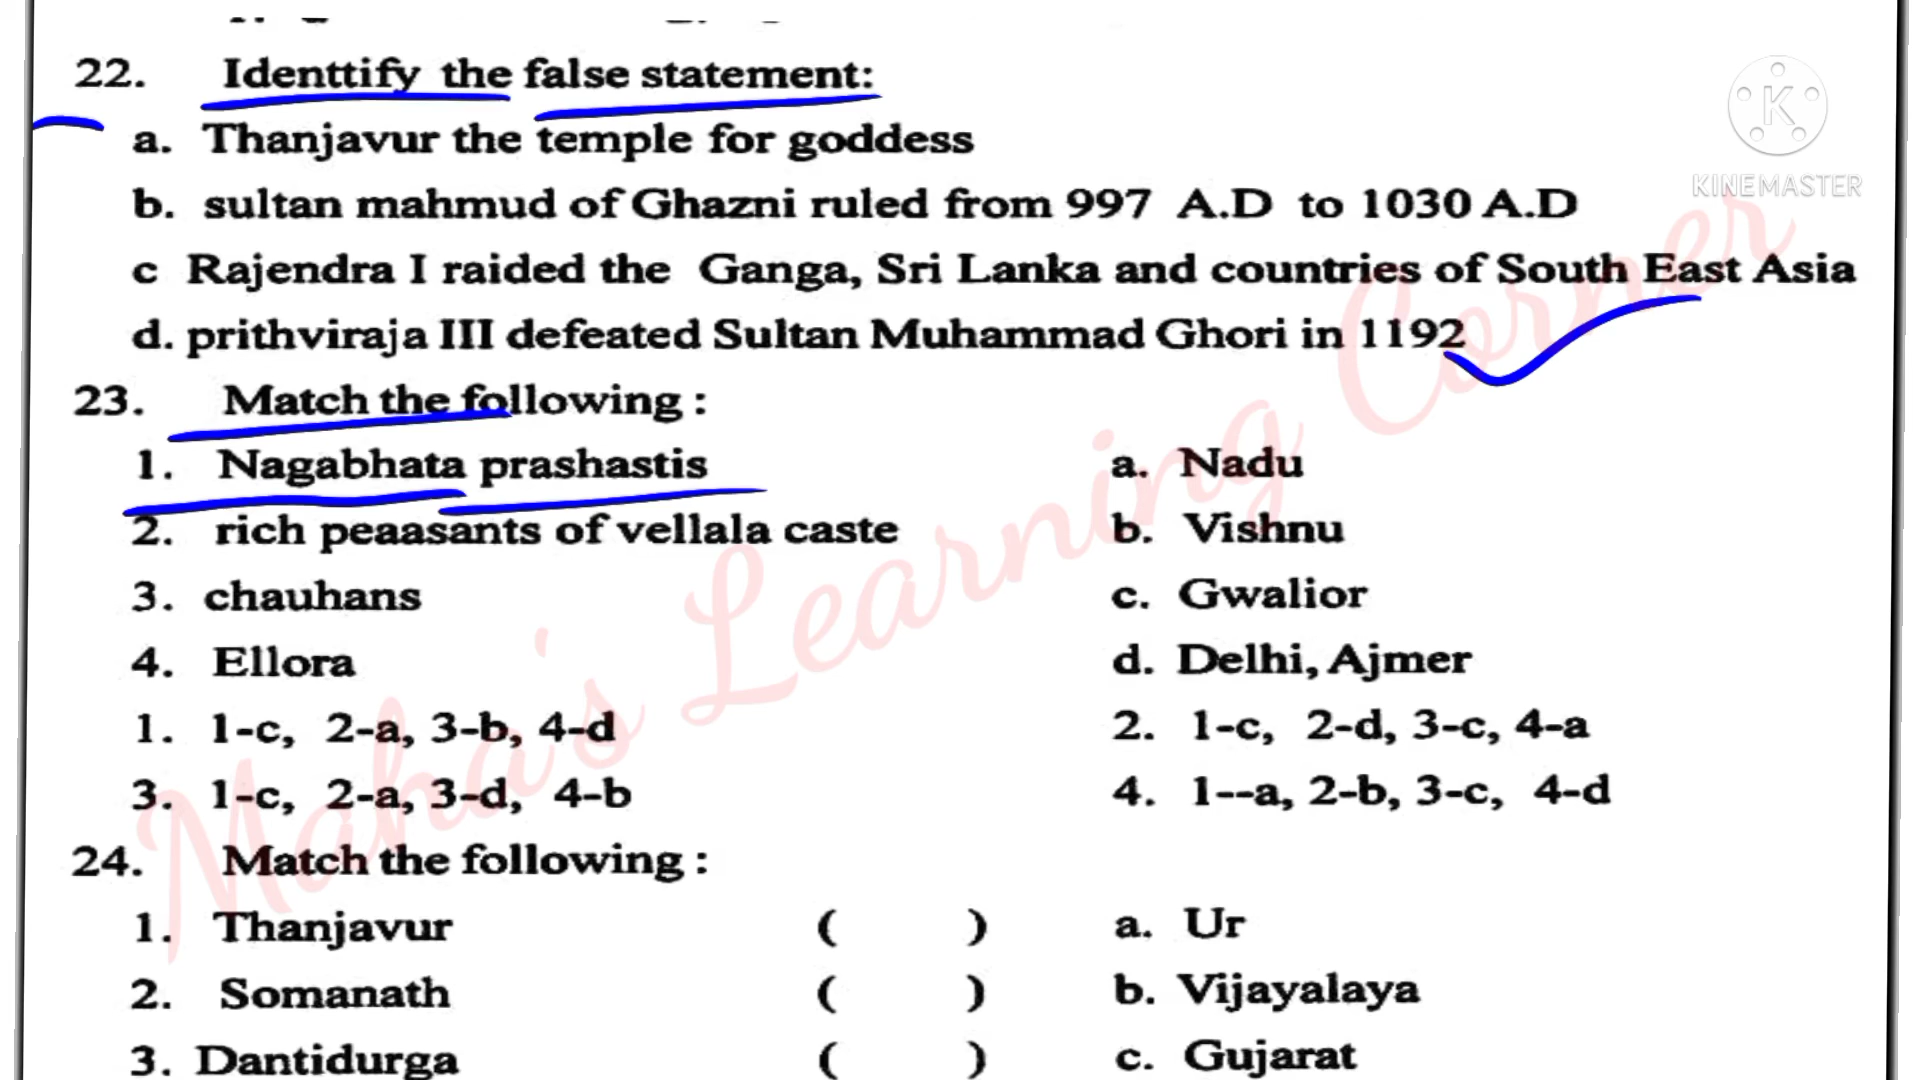 22. Identtify the false statement:
a. Thanjavur the temple for goddess
b. sultan mahmud of Ghazni ruled from 997 A.D to 1030 A.D
c Rajendra I raided the Ganga, Sri Lanka and countries of South East Asia
d. prithviraja III defeated Sultan Muhammad Ghori in 1192
23. Match the following :
1. Nagabhata prashastis a. Nadu
2. rich peaasants of vellala caste b. Vishnu
3. chauhans c. Gwalior
4. Ellora d. Delhi, Ajmer
1. 1-c, 2-a, 3-b, 4-d 2. 1-c, 2-d, 3-c, 4-a
3. 1-c, 2-a, 3-d, 4-b 4. 1--a, 2-b, 3-c, 4-d
24. Match the following :
1. Thanjavur ( ) a. Ur
2. Somanath ( ) b. Vijayalaya
3. Dantidurga ( ) c. Gujarat
K
KINEMASTER
Maha's Learning Corner